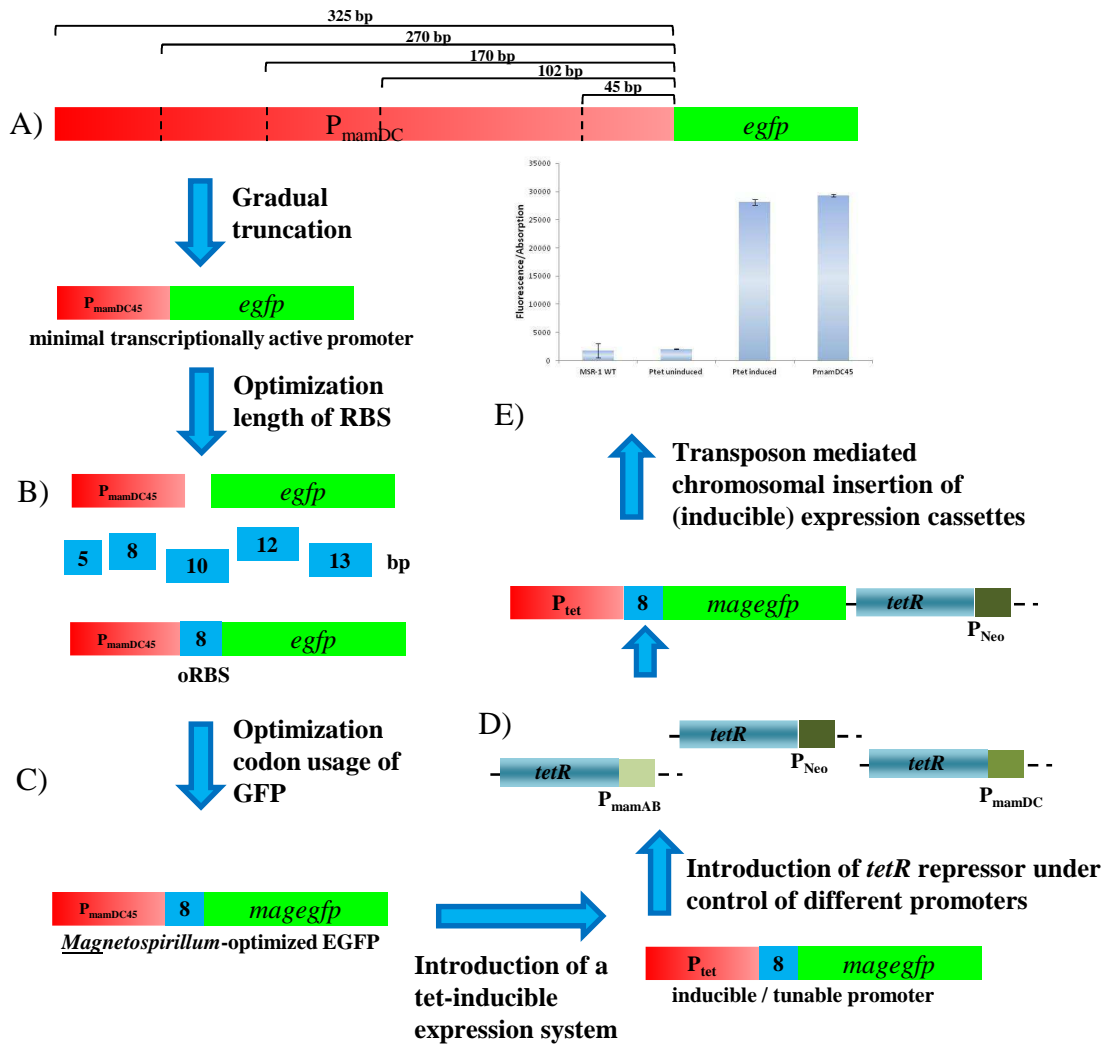 325 bp
270 bp
170 bp
102 bp
45 bp
A)
PmamDC
egfp
Gradual
truncation
PmamDC45
egfp
minimal transcriptionally active promoter
Optimization
length of RBS
B)
PmamDC45
egfp
5
8
10
12
13
bp
PmamDC45
8
egfp
oRBS
Optimization
codon usage of
GFP
C)
PmamDC45
8
magegfp
Magnetospirillum-optimized EGFP
Introduction of a
tet-inducible
expression system
Ptet
8
magegfp
inducible / tunable promoter
Introduction of tetR repressor under
control of different promoters
D)
tetR
PmamAB
tetR
PNeo
tetR
PmamDC
Ptet
8
magegfp
tetR
PNeo
Transposon mediated
chromosomal insertion of
(inducible) expression cassettes
E)
Fluorescence/Absorption
35000
30000
25000
20000
15000
10000
5000
0
MSR-1 WT
Ptet uninduced
Ptet induced
PmamDC45